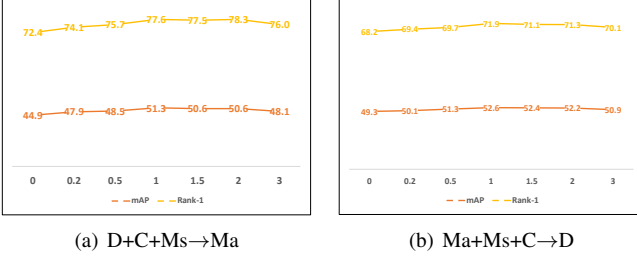 72.4 74.1 75.7 77.6 77.5 78.3 76.0
44.9 47.9 48.5 51.3 50.6 50.6 48.1
0 0.2 0.5 1 1.5 2 3
mAP Rank-1
(a) D+C+Ms→Ma
68.2 69.4 69.7 71.9 71.1 71.3 70.1
49.3 50.1 51.3 52.6 52.4 52.2 50.9
0 0.2 0.5 1 1.5 2 3
mAP Rank-1
(b) Ma+Ms+C→D